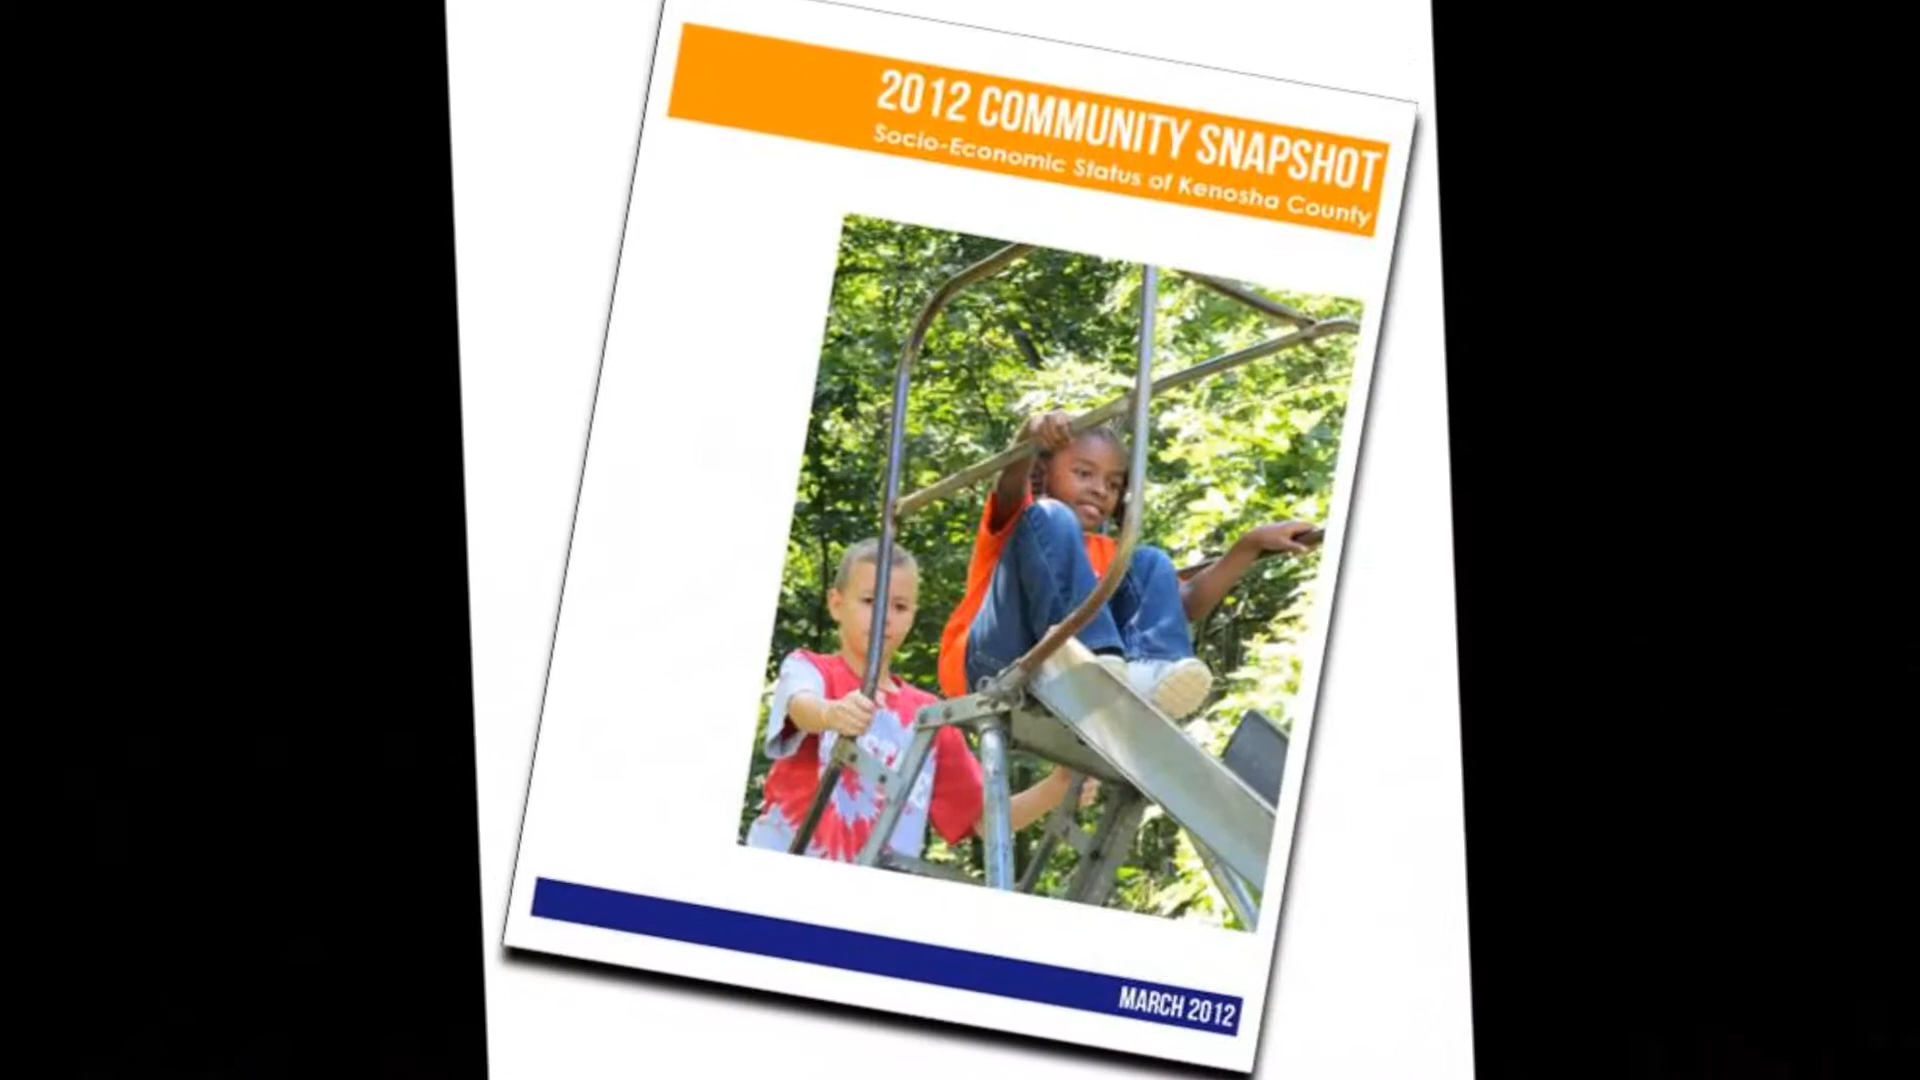 2012 COMMUNITY SNAPSHOT
Socio-Economic Status of Kenosha County
MARCH 2012